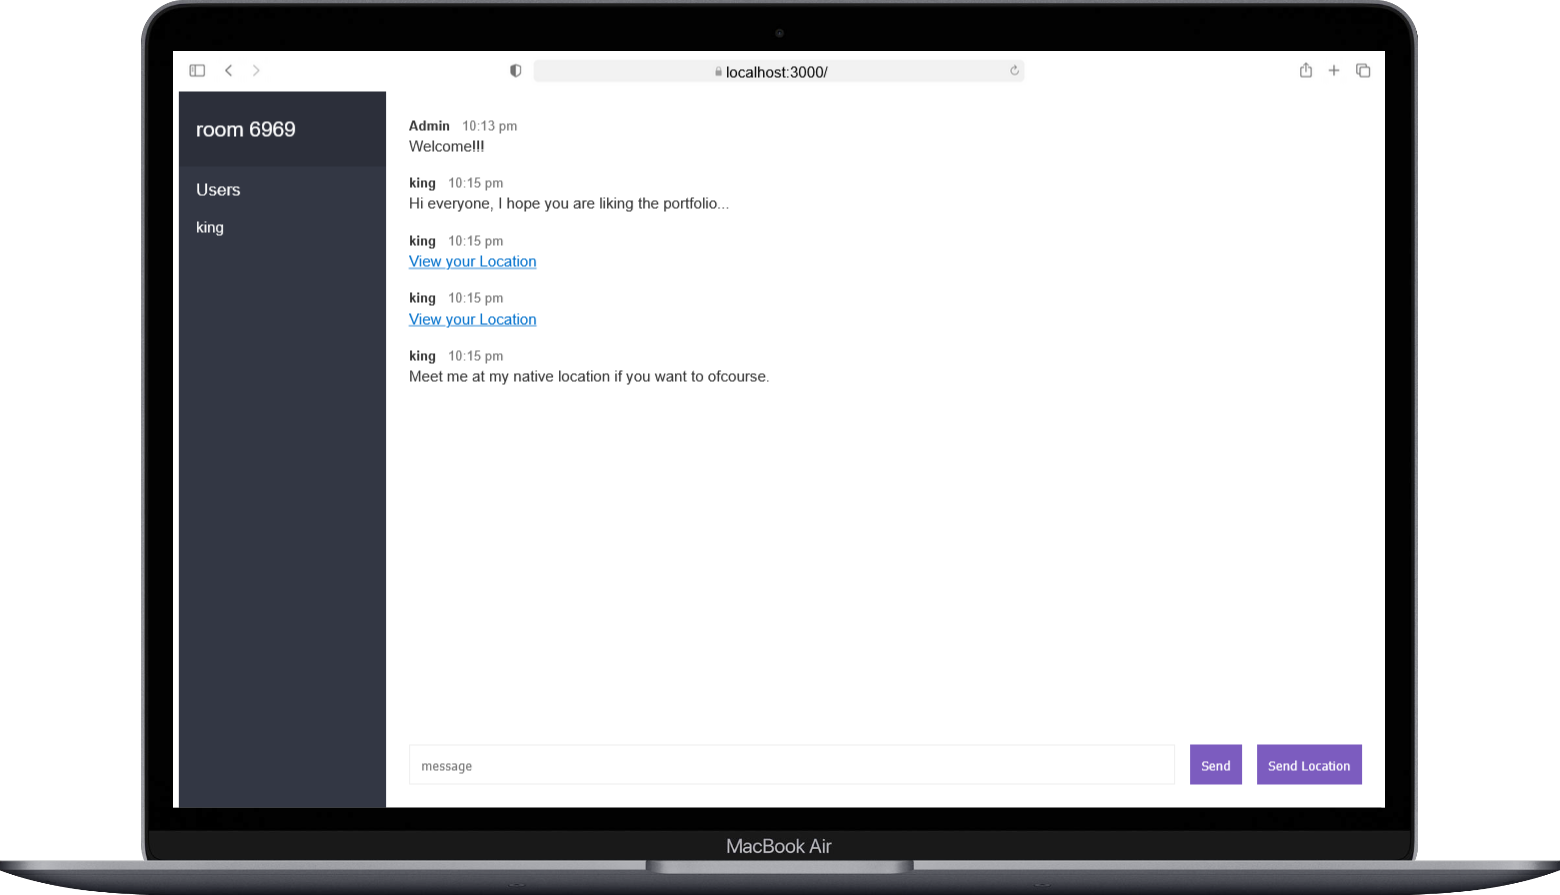 localhost:3000/
room 6969
Users
king
Admin 10:13 pm
Welcome!!!
king 10:15 pm
Hi everyone, I hope you are liking the portfolio...
king 10:15 pm
View your Location
king 10:15 pm
View your Location
king 10:15 pm
Meet me at my native location if you want to ofcourse.
message
Send
Send Location
MacBook Air